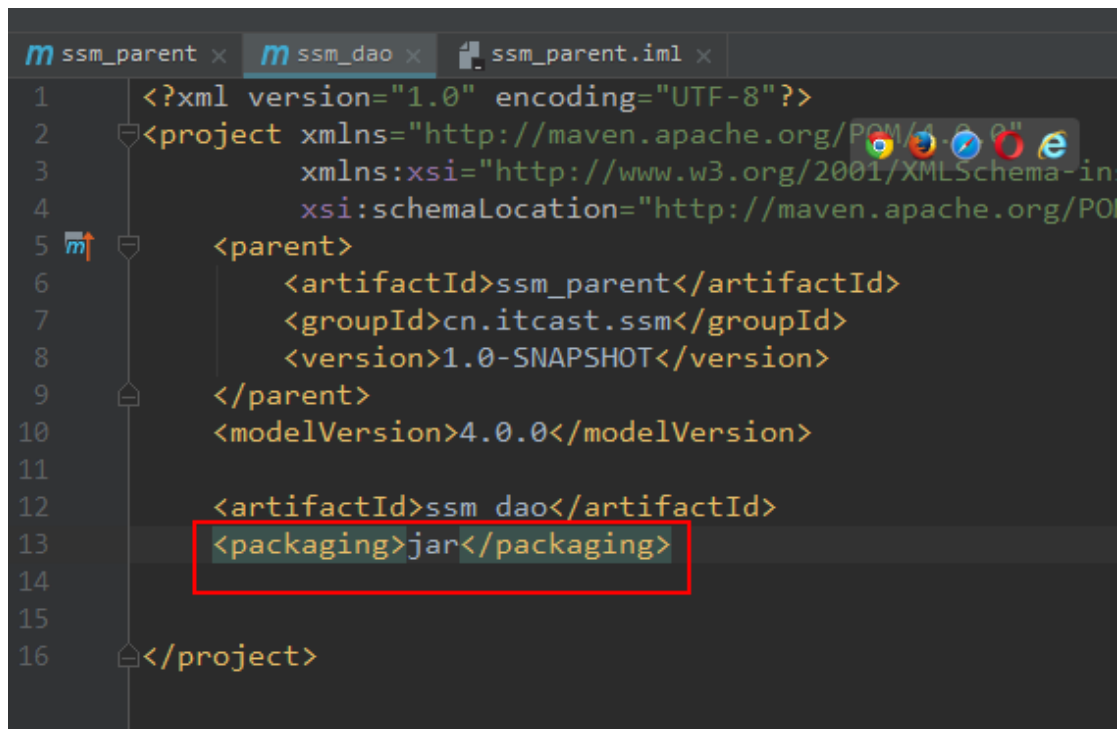 ssm_parent ssm_dao ssm_parent.iml
1 <?xml version="1.0" encoding="UTF-8"?>
2 <project xmlns="http://maven.apache.org/POM/4.0.0"
3 xmlns:xsi="http://www.w3.org/2001/XMLSchema-ins
4 xsi:schemaLocation="http://maven.apache.org/POM
5 <parent>
6 <artifactId>ssm_parent</artifactId>
7 <groupId>cn.itcast.ssm</groupId>
8 <version>1.0-SNAPSHOT</version>
9 </parent>
10 <modelVersion>4.0.0</modelVersion>
11
12 <artifactId>ssm_dao</artifactId>
13 <packaging>jar</packaging>
14
15
16 </project>